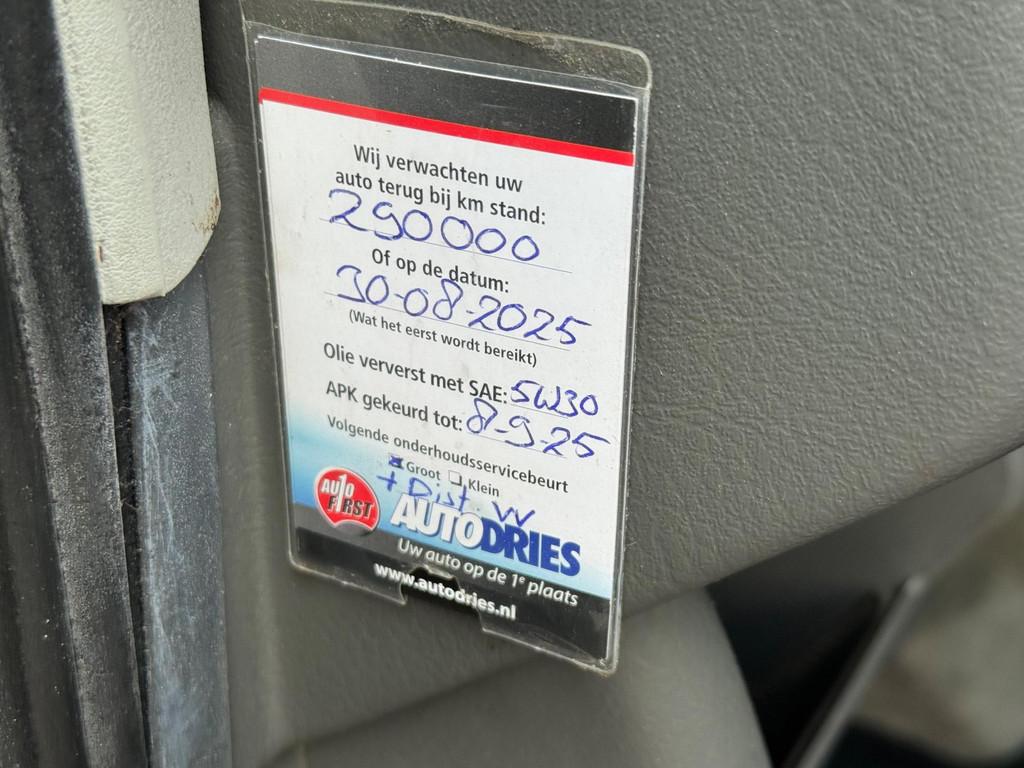 Wij verwachten uw
auto terug bij km stand:
290000
Of op de datum:
30-08-2025
(Wat het eerst wordt bereikt)
Olie ververst met SAE: 5W30
APK gekeurd tot: 8-9-25
Volgende onderhoudsservicebeurt
Groot Klein
+ Dist. W
AUTO FIRST
AUTODRIES
Uw auto op de 1e plaats
www.autodries.nl